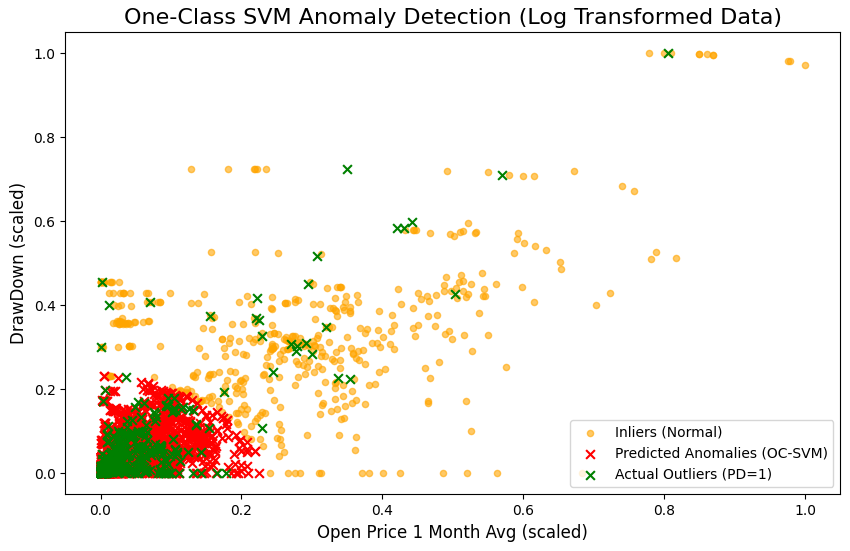 One-Class SVM Anomaly Detection (Log Transformed Data)
DrawDown (scaled)
1.0
0.8
0.6
0.4
0.2
0.0
Inliers (Normal)
Predicted Anomalies (OC-SVM)
Actual Outliers (PD=1)
0.0 0.2 0.4 0.6 0.8 1.0
Open Price 1 Month Avg (scaled)